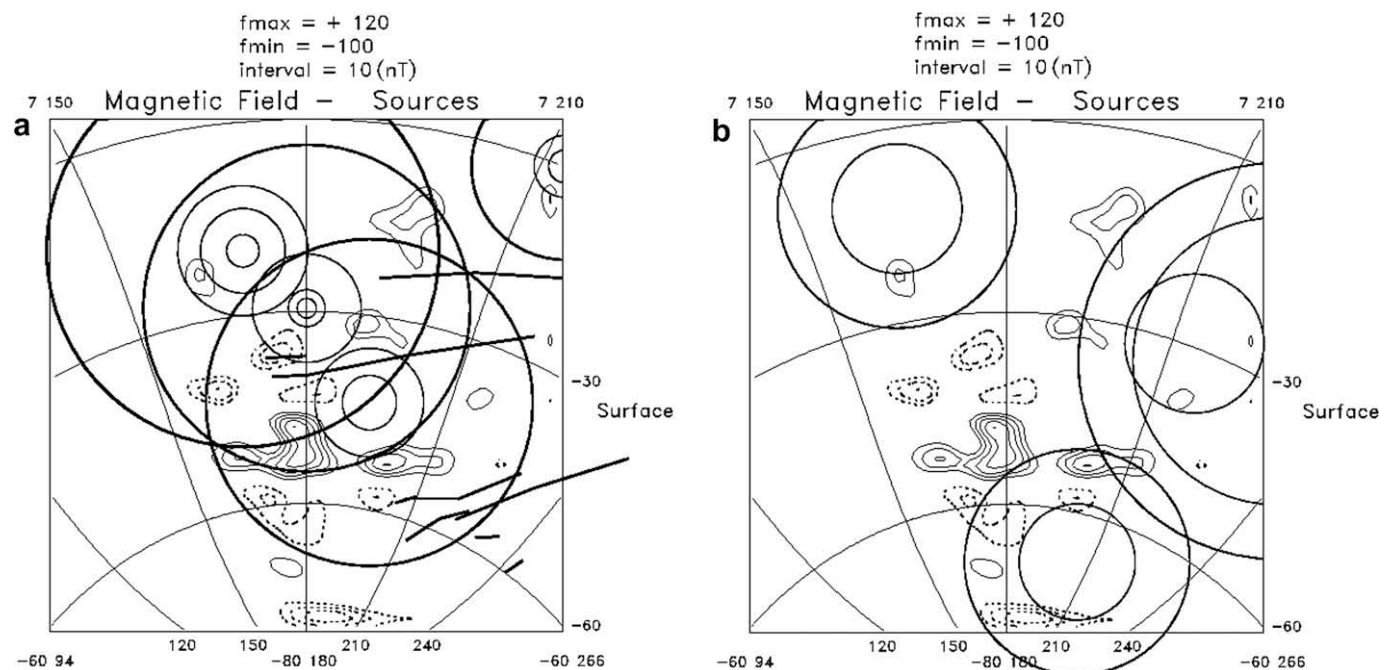 fmax = + 120
fmin = -100
interval = 10 (nT)
7 150 Magnetic Field - Sources 7 210
a
-30
Surface
-60
120 150 210 240
-60 94 -80 180 -60 266
fmax = + 120
fmin = -100
interval = 10 (nT)
7 150 Magnetic Field - Sources 7 210
b
-30
Surface
-60
120 150 210 240
-60 94 -80 180 -60 266